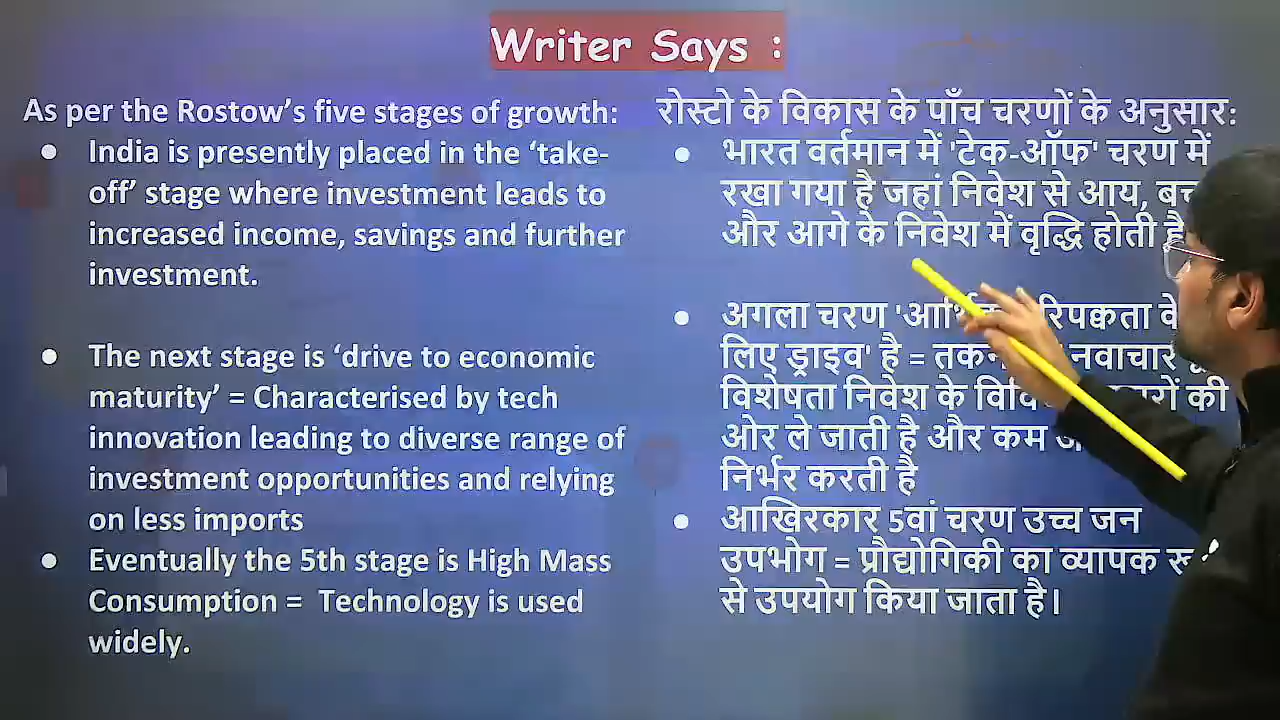 Writer Says :
As per the Rostow’s five stages of growth:
● India is presently placed in the ‘take-
off’ stage where investment leads to
increased income, savings and further
investment.
● The next stage is ‘drive to economic
maturity’ = Characterised by tech
innovation leading to diverse range of
investment opportunities and relying
on less imports
● Eventually the 5th stage is High Mass
Consumption = Technology is used
widely.
रोस्टो के विकास के पाँच चरणों के अनुसार:
● भारत वर्तमान में 'टेक-ऑफ' चरण में
रखा गया है जहां निवेश से आय,
और आगे के निवेश में वृद्धि होती
● अगला चरण
लिए ड्राइव' है = नवाचार
विशेषता निवेश के की
ओर ले जाती है और कम
निर्भर करती है
● आखिरकार 5वां चरण उच्च जन
उपभोग = प्रौद्योगिकी का व्यापक
से उपयोग किया जाता है।